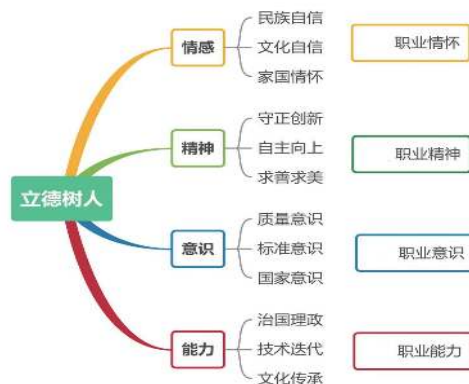 立德树人
情感
民族自信
文化自信
家国情怀
职业情怀
精神
守正创新
自主向上
求善求美
职业精神
意识
质量意识
标准意识
国家意识
职业意识
能力
治国理政
技术迭代
文化传承
职业能力